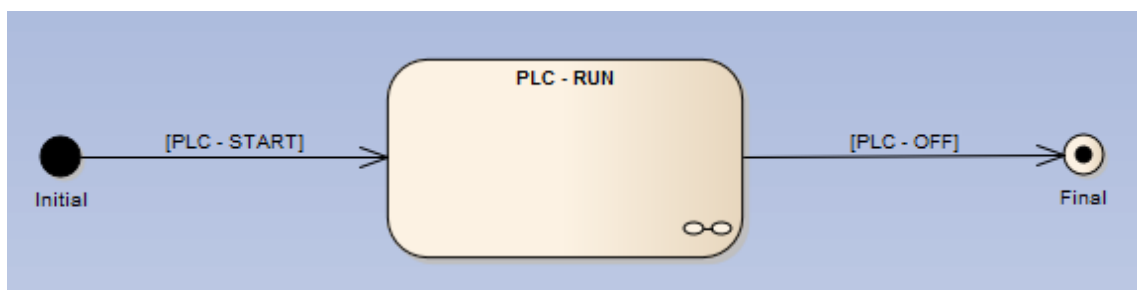 PLC - RUN
[PLC - START]
[PLC - OFF]
Initial
Final